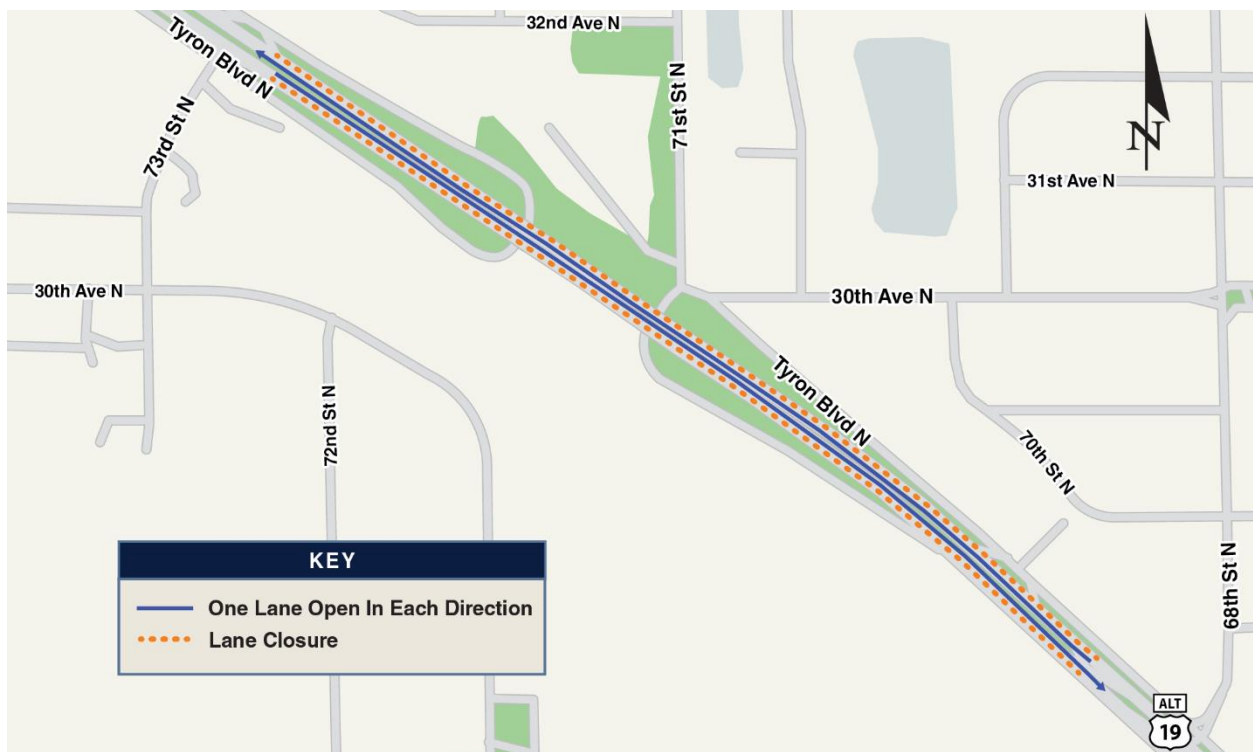 32nd Ave N
Tyron Blvd N
71st St N
N
73rd St N
31st Ave N
30th Ave N
30th Ave N
Tyron Blvd N
72nd St N
70th St N
68th St N
KEY
One Lane Open In Each Direction
Lane Closure
ALT
19